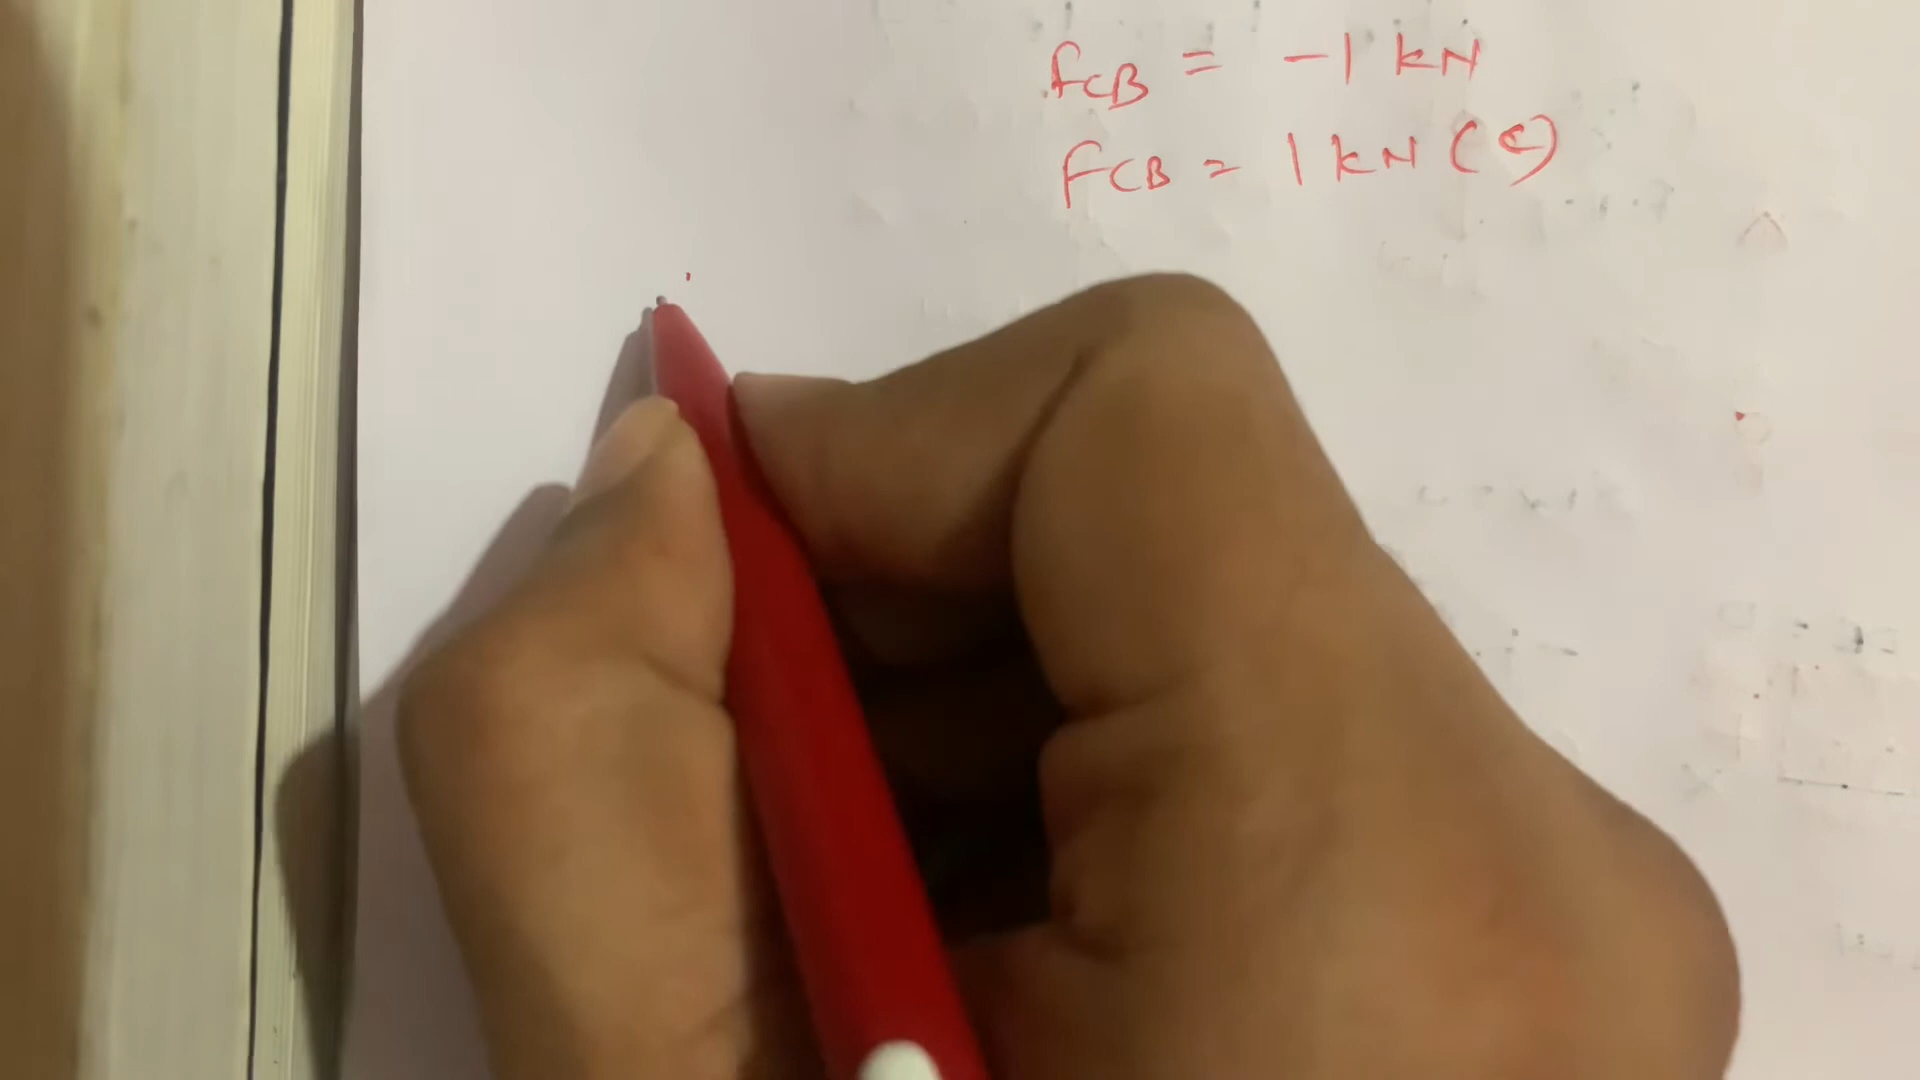 fCB = -1 kN
FCB = 1 kN (c)